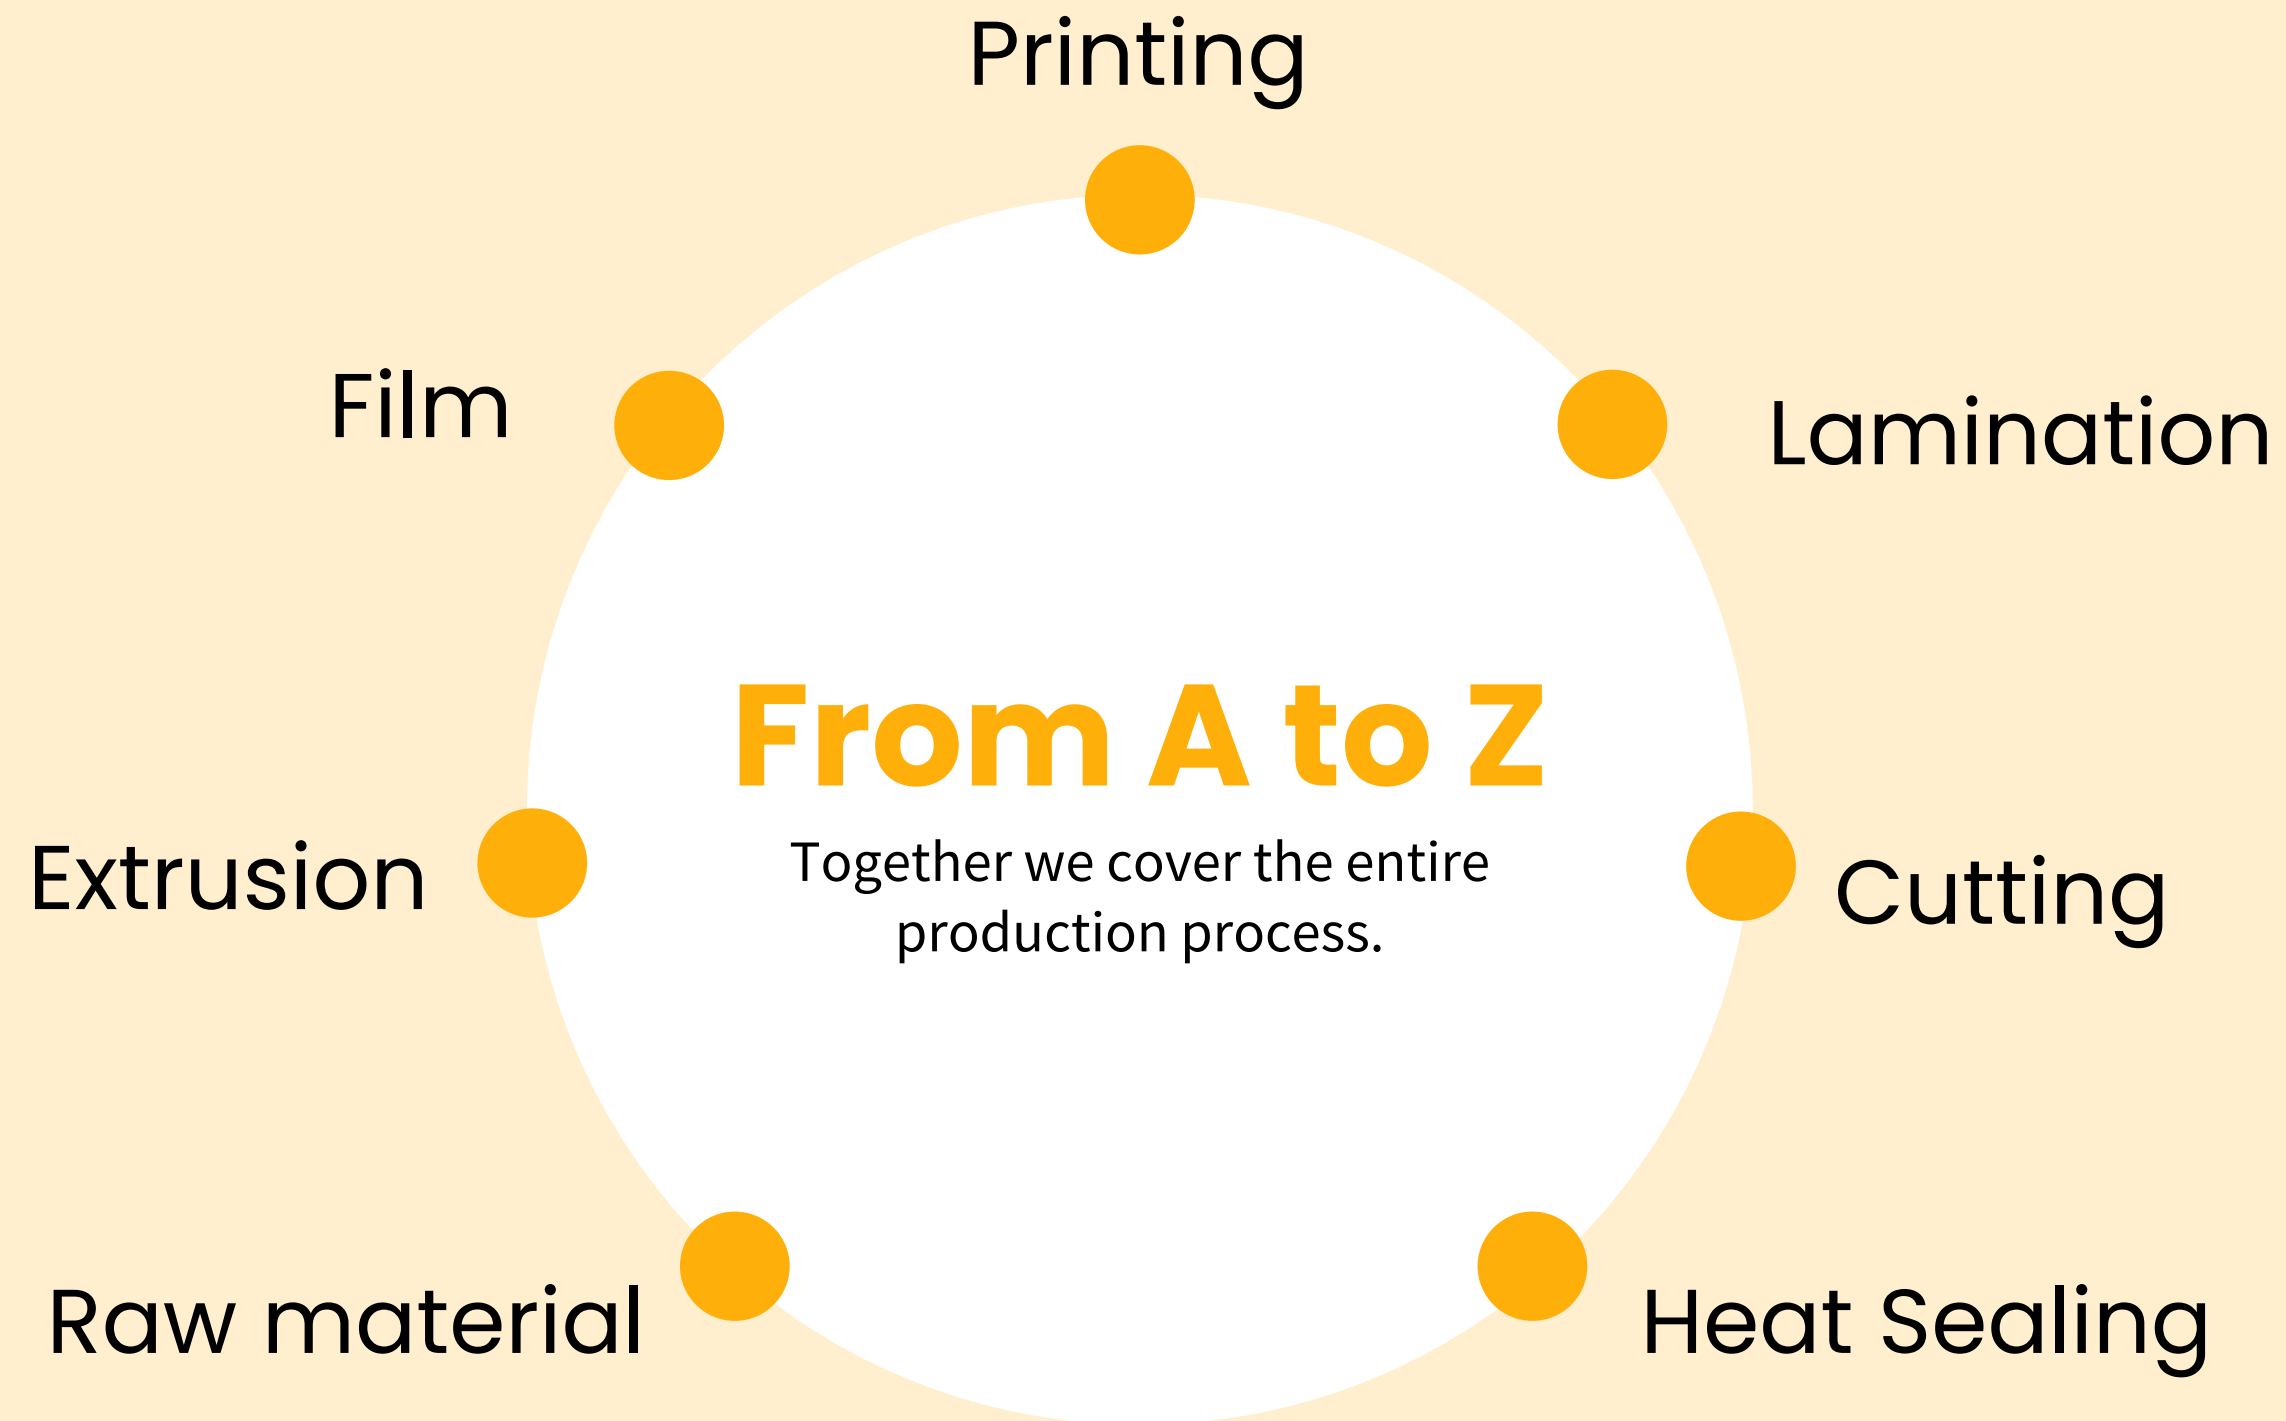 Printing
Film
Lamination
From A to Z
Together we cover the entire
production process.
Extrusion
Cutting
Raw material
Heat Sealing